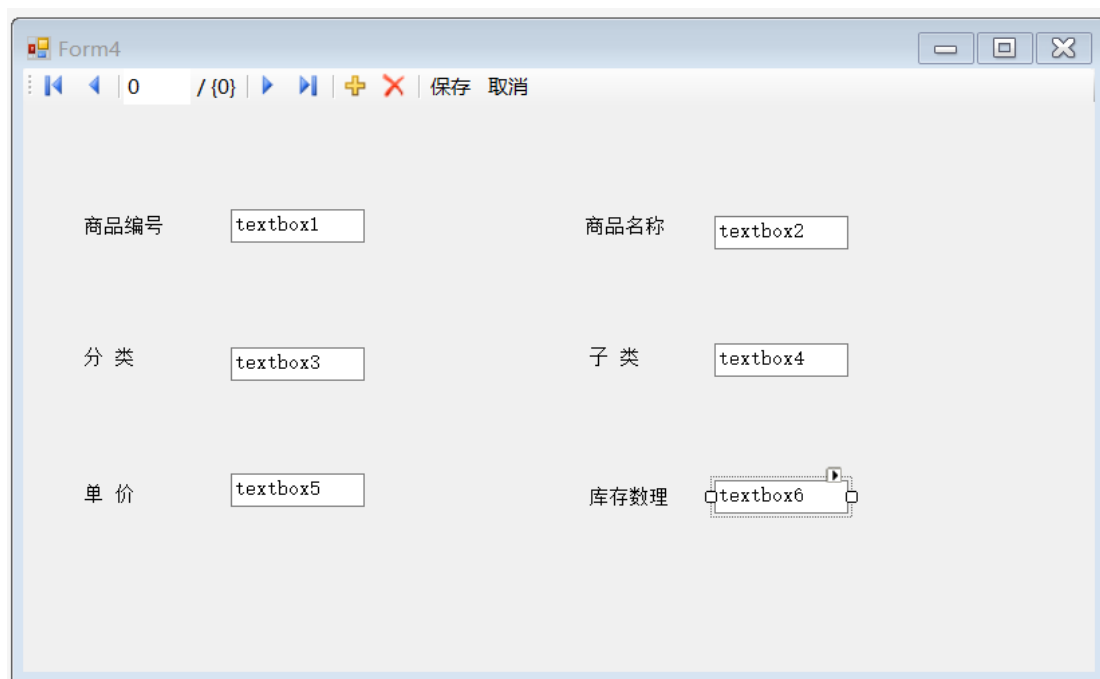 Form4
0 / {0} 保存 取消
商品编号 textbox1 商品名称 textbox2
分 类 textbox3 子 类 textbox4
单 价 textbox5 库存数理 textbox6